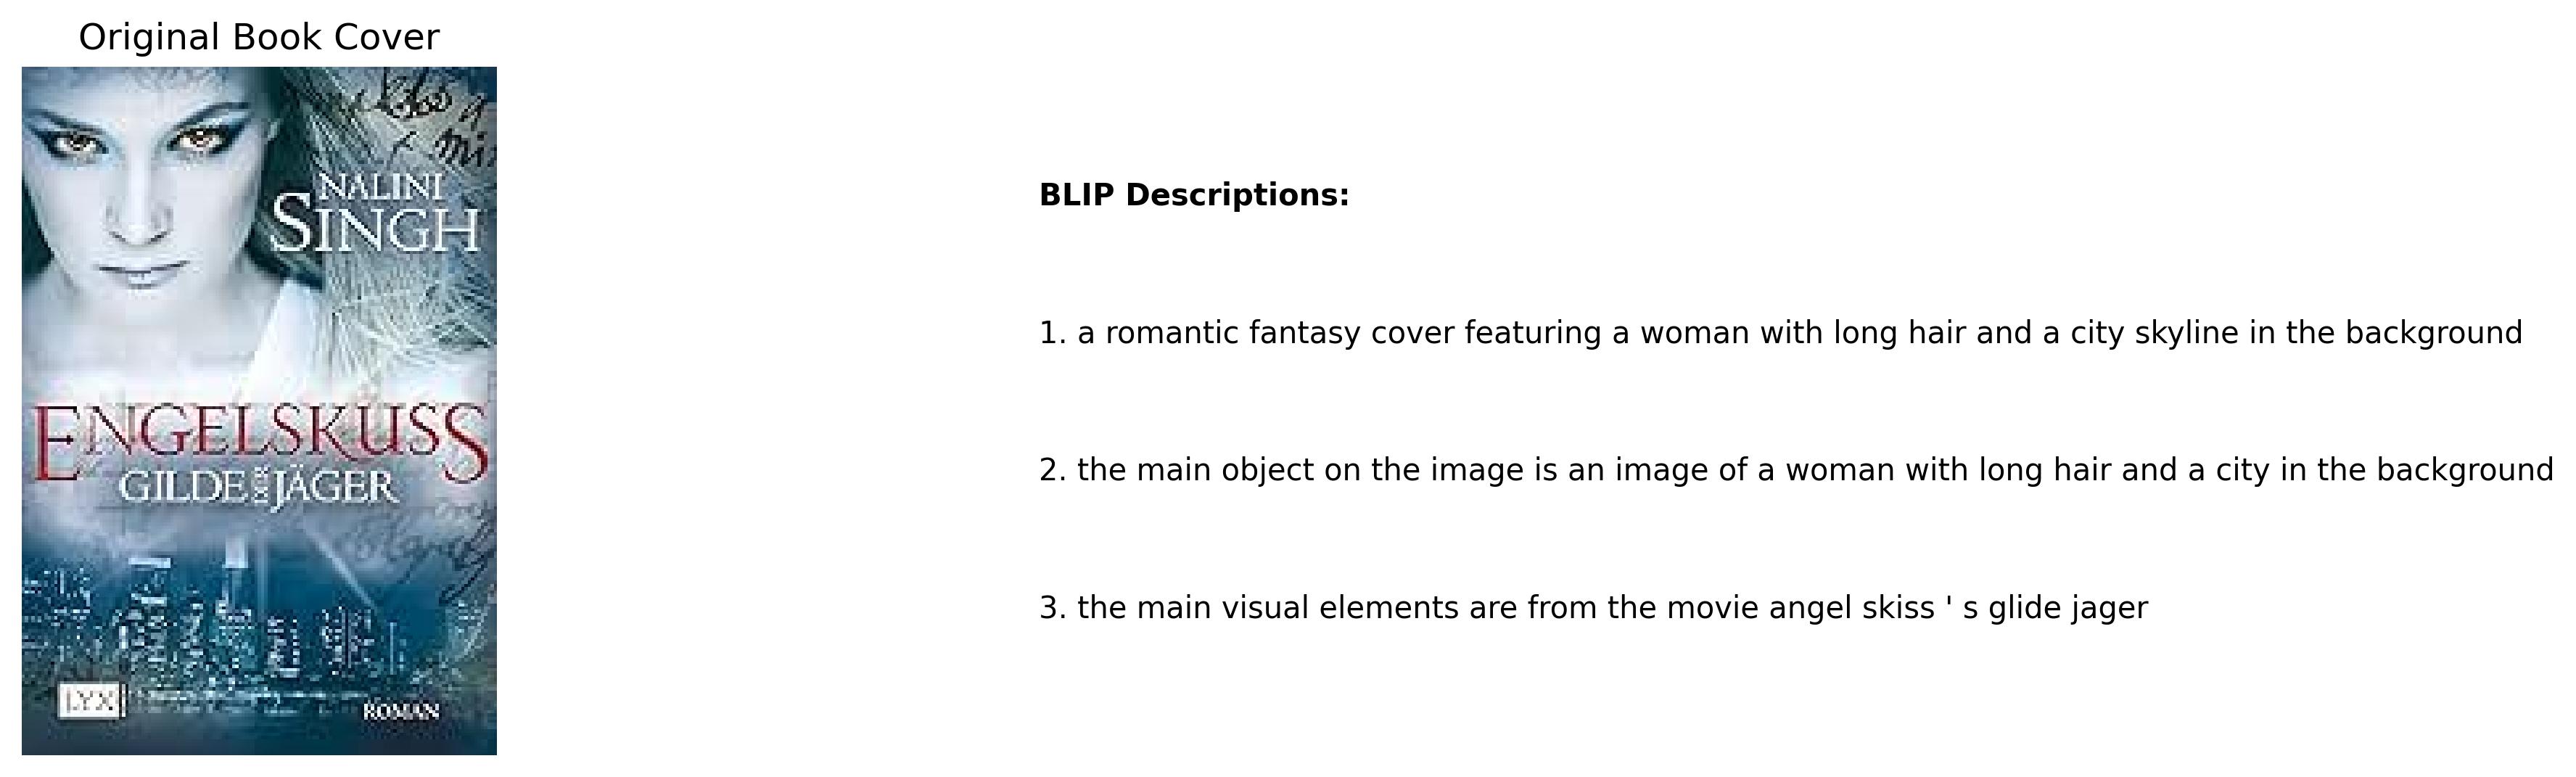 Original Book Cover
NALINI
SINGH
ENGELSKUSS
GILDE DER JÄGER
LYX
ROMAN
BLIP Descriptions:
1. a romantic fantasy cover featuring a woman with long hair and a city skyline in the background
2. the main object on the image is an image of a woman with long hair and a city in the background
3. the main visual elements are from the movie angel skiss ' s glide jager